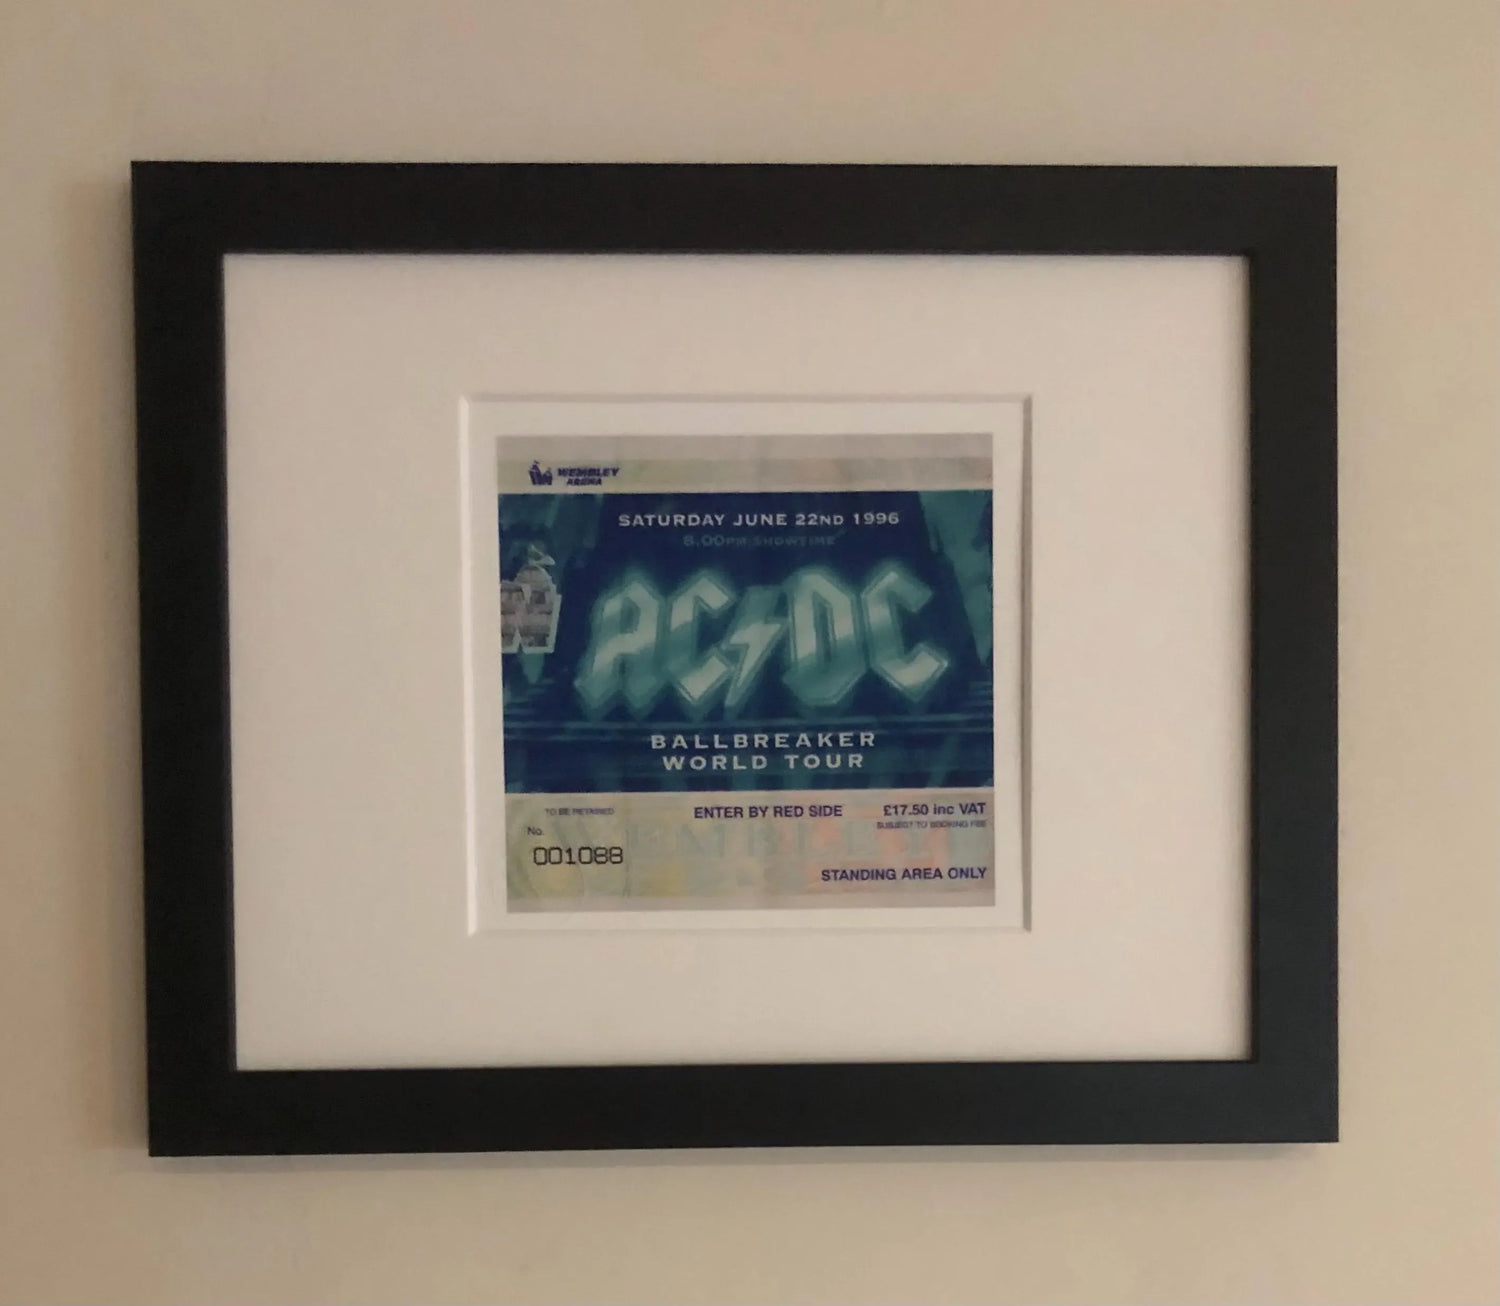 WEMBLEY
ARENA
SATURDAY JUNE 22ND 1996
8.00PM SHOWTIME
AC⚡DC
BALLBREAKER
WORLD TOUR
TO BE RETAINED
ENTER BY RED SIDE
£17.50 inc VAT
SUBJECT TO BOOKING FEE
No.
001088
WEMBLEY
STANDING AREA ONLY